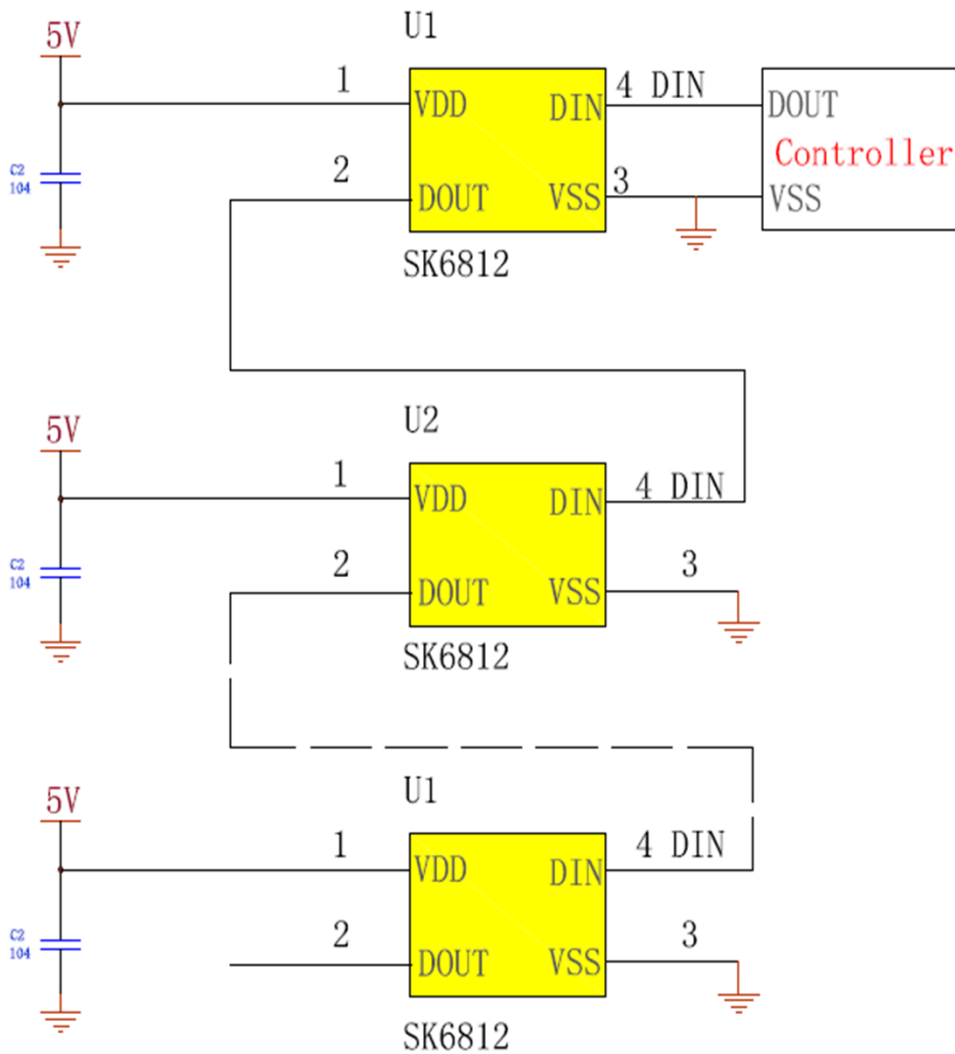 U1
5V
1
VDD
DIN
4 DIN
DOUT
Controller
C2
104
2
DOUT
VSS
3
VSS
SK6812
U2
5V
1
VDD
DIN
4 DIN
C2
104
2
DOUT
VSS
3
SK6812
U1
5V
1
VDD
DIN
4 DIN
C2
104
2
DOUT
VSS
3
SK6812